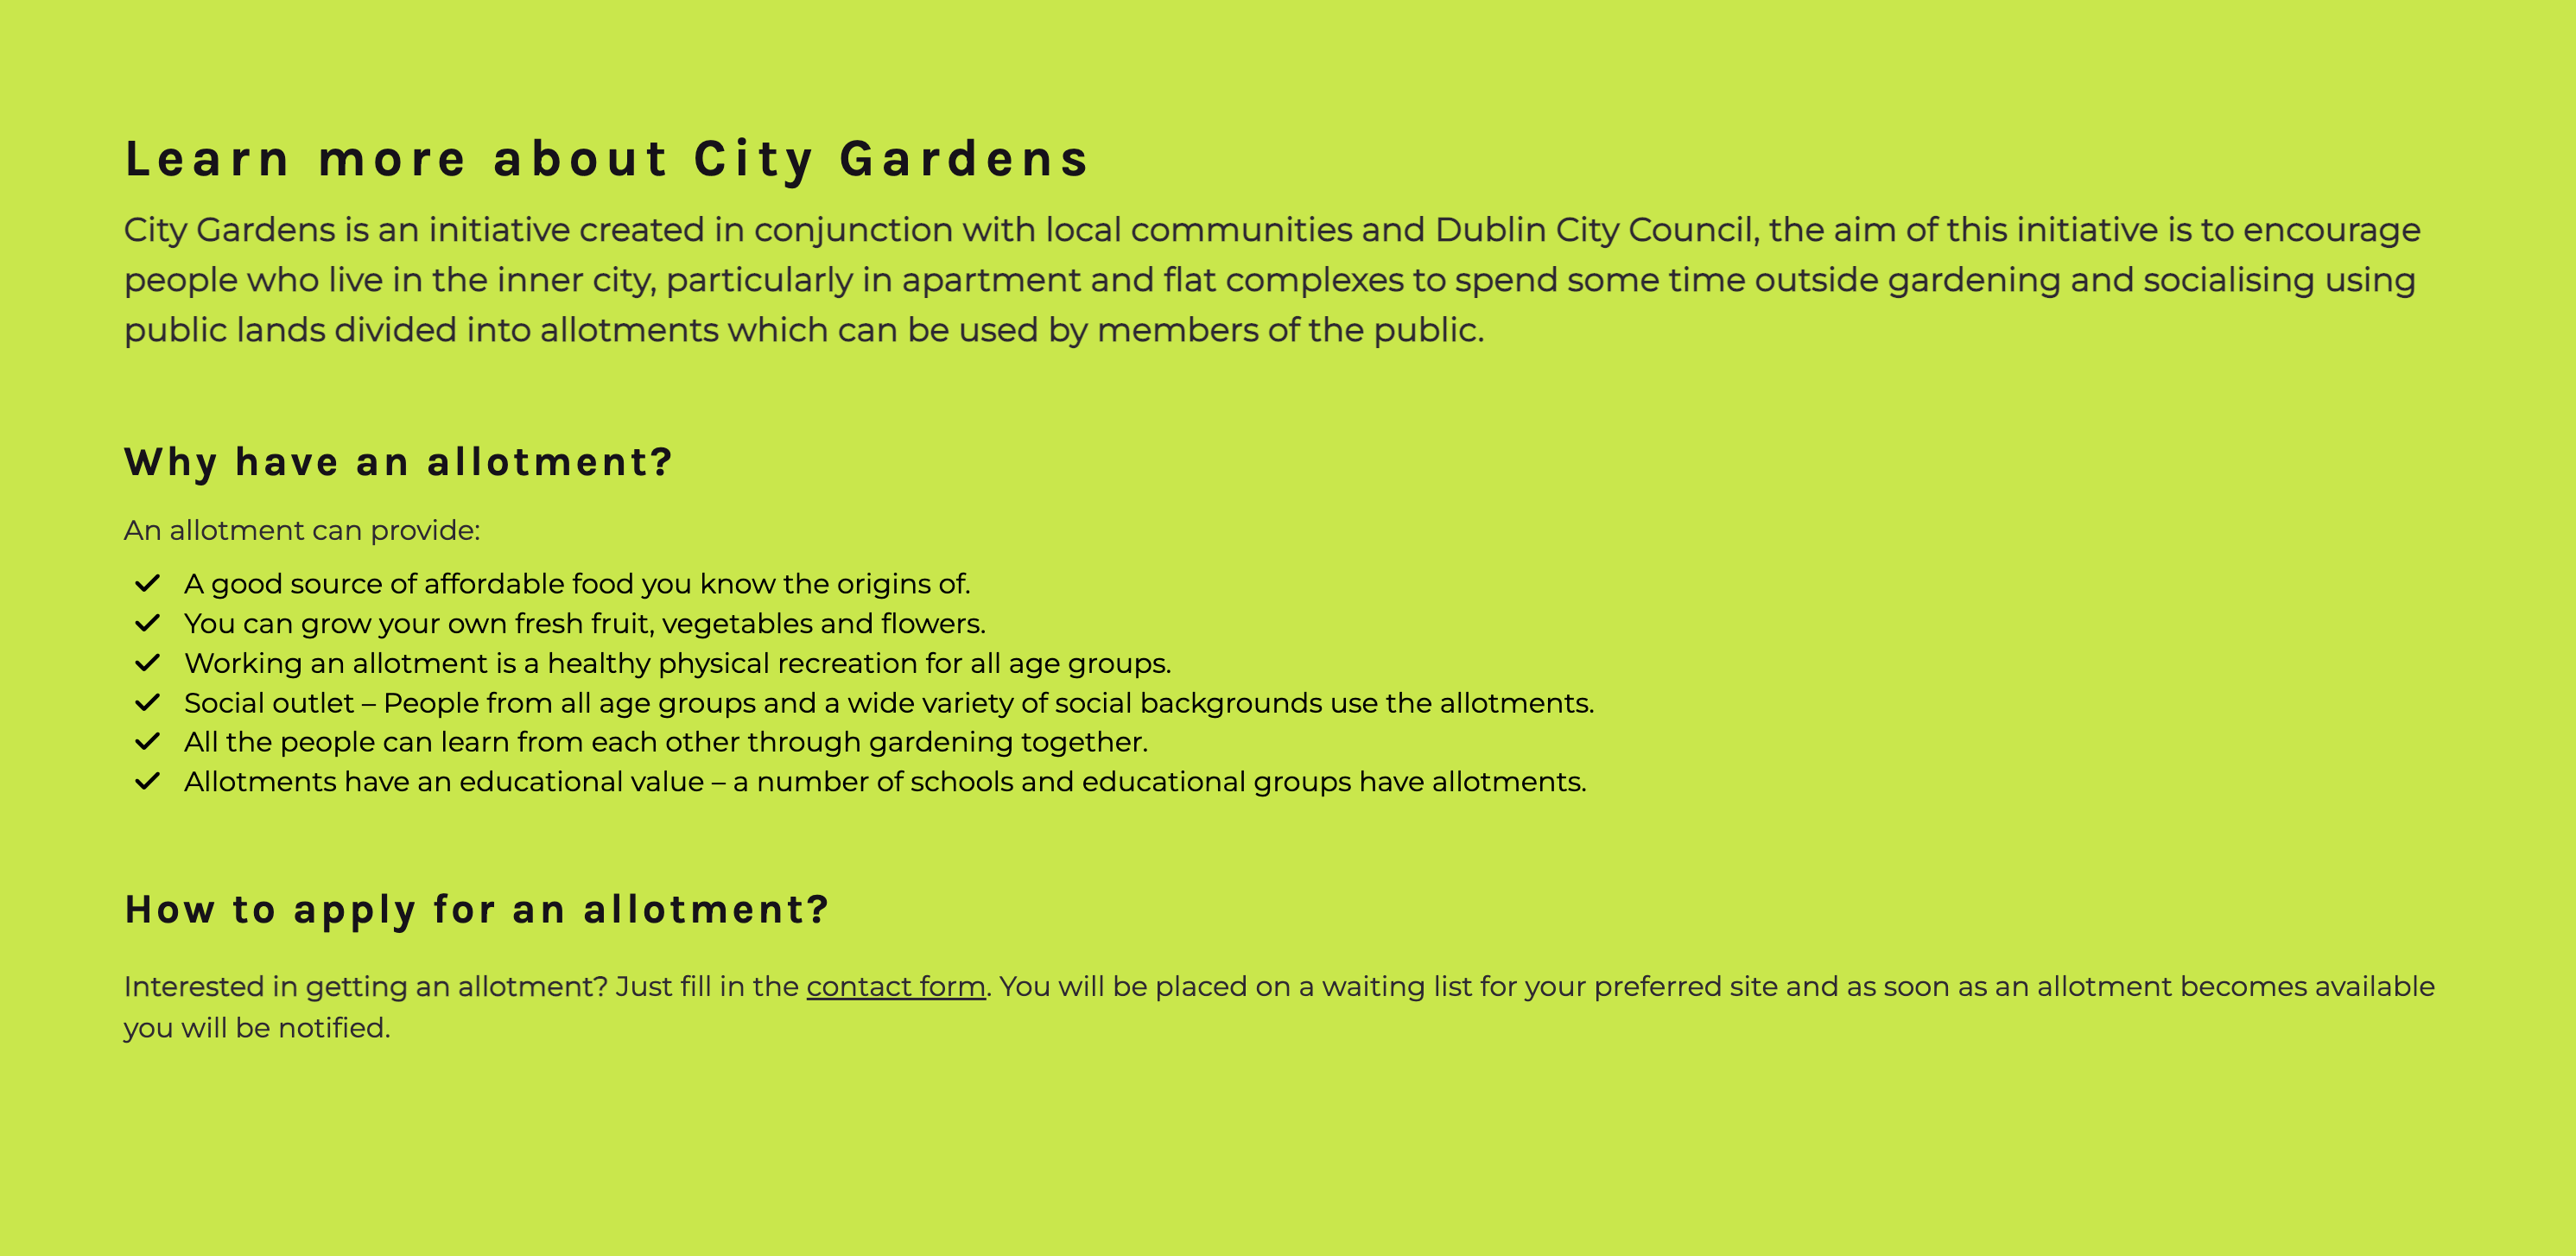 Learn more about City Gardens
City Gardens is an initiative created in conjunction with local communities and Dublin City Council, the aim of this initiative is to encourage
people who live in the inner city, particularly in apartment and flat complexes to spend some time outside gardening and socialising using
public lands divided into allotments which can be used by members of the public.
Why have an allotment?
An allotment can provide:
A good source of affordable food you know the origins of.
You can grow your own fresh fruit, vegetables and flowers.
Working an allotment is a healthy physical recreation for all age groups.
Social outlet – People from all age groups and a wide variety of social backgrounds use the allotments.
All the people can learn from each other through gardening together.
Allotments have an educational value – a number of schools and educational groups have allotments.
How to apply for an allotment?
Interested in getting an allotment? Just fill in the contact form. You will be placed on a waiting list for your preferred site and as soon as an allotment becomes available
you will be notified.